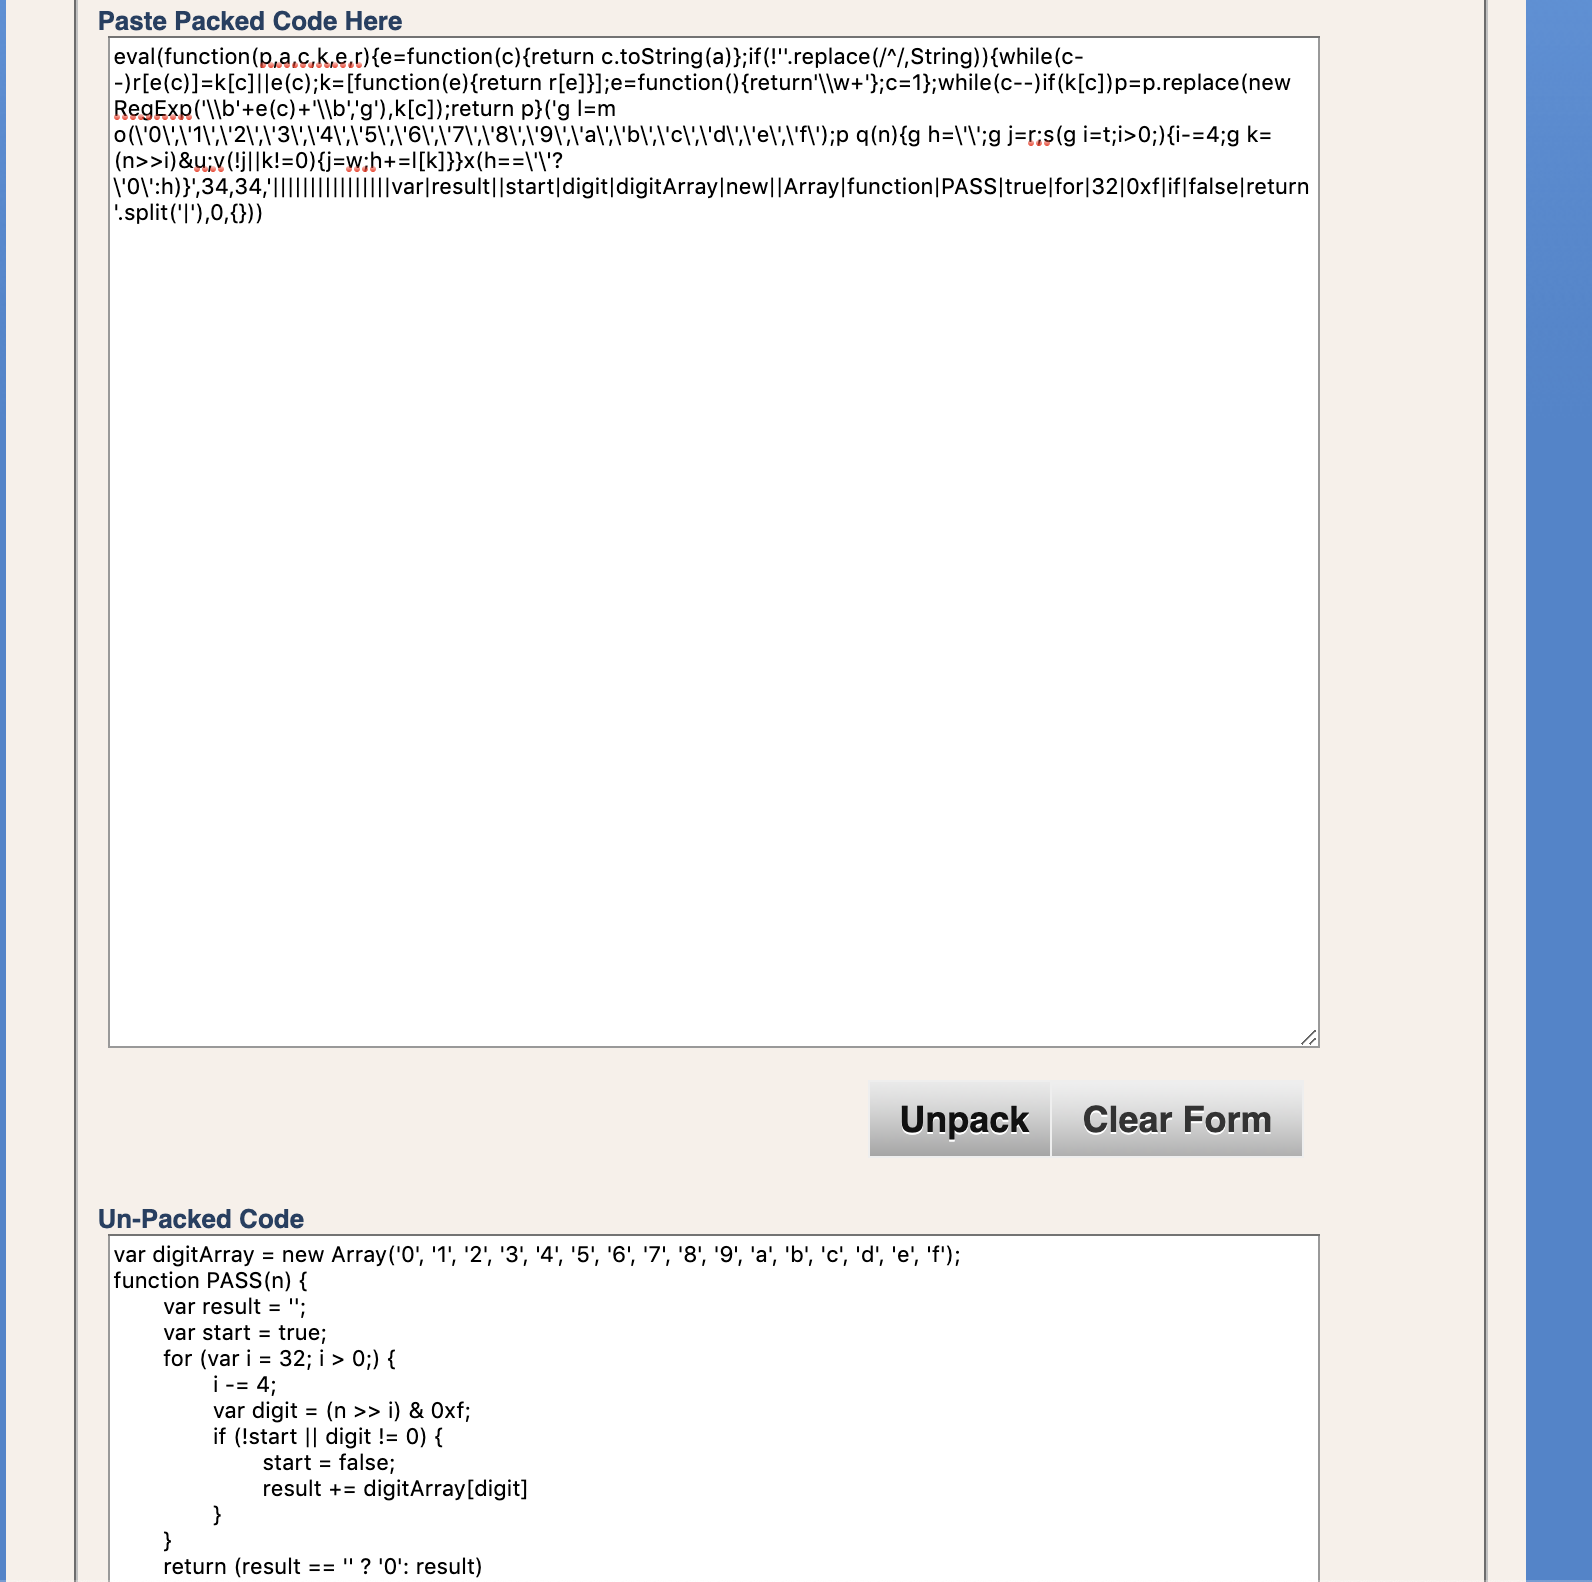 Paste Packed Code Here
eval(function(p,a,c,k,e,r){e=function(c){return c.toString(a)};if(!''.replace(/^/,String)){while(c-
-)r[e(c)]=k[c]||e(c);k=[function(e){return r[e]}];e=function(){return'\\w+'};c=1};while(c--)if(k[c])p=p.replace(new
RegExp('\\b'+e(c)+'\\b','g'),k[c]);return p}('g l=m
o(\'0\',\'1\',\'2\',\'3\',\'4\',\'5\',\'6\',\'7\',\'8\',\'9\',\'a\',\'b\',\'c\',\'d\',\'e\',\'f\');p q(n){g h=\'\';g j=r;s(g i=t;i>0;){i-=4;g k=
(n>>i)&u;v(!j||k!=0){j=w;h+=l[k]}}x(h==\'\'?
\'0\':h)}',34,34,'||||||||||||||||var|result||start|digit|digitArray|new||Array|function|PASS|true|for|32|0xf|if|false|return
'.split('|'),0,{}))
Unpack
Clear Form
Un-Packed Code
var digitArray = new Array('0', '1', '2', '3', '4', '5', '6', '7', '8', '9', 'a', 'b', 'c', 'd', 'e', 'f');
function PASS(n) {
var result = '';
var start = true;
for (var i = 32; i > 0;) {
i -= 4;
var digit = (n >> i) & 0xf;
if (!start || digit != 0) {
start = false;
result += digitArray[digit]
}
}
return (result == '' ? '0': result)